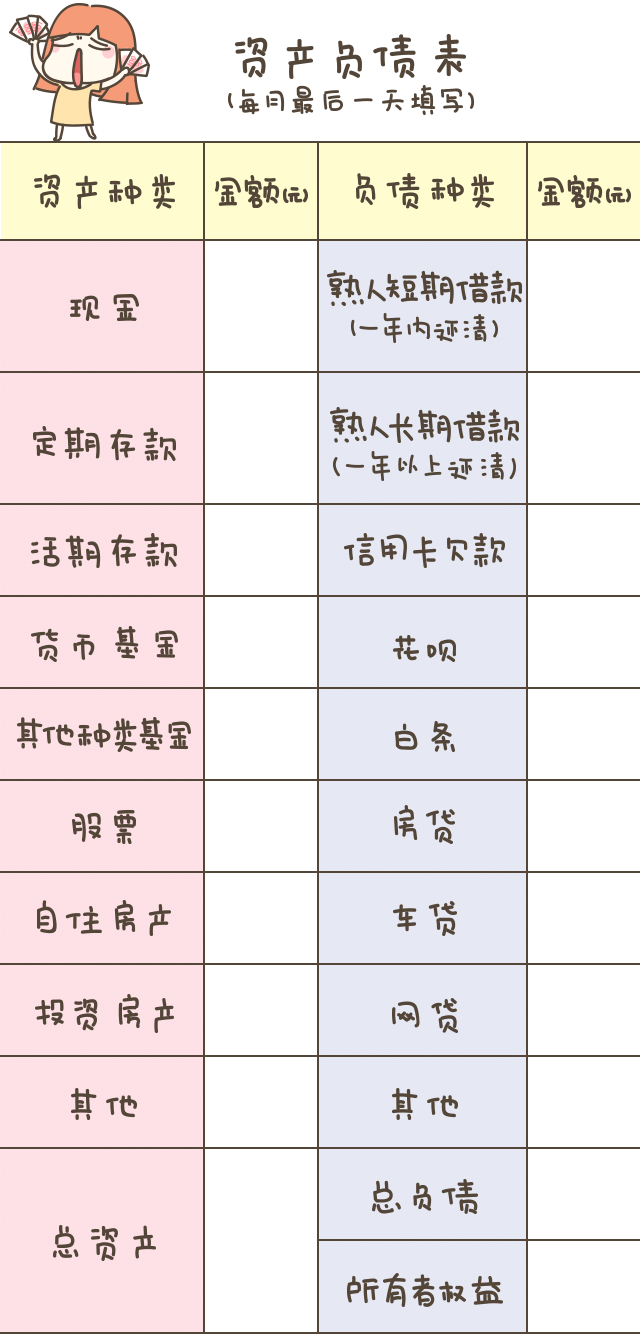 资产负债表
(每月最后一天填写)
资产种类 金额(元) 负债种类 金额(元)
现金 熟人短期借款
(一年内还清)
定期存款 熟人长期借款
(一年以上还清)
活期存款 信用卡欠款
货币基金 花呗
其他种类基金 白条
股票 房贷
自住房产 车贷
投资房产 网贷
其他 其他
总资产 总负债
所有者权益